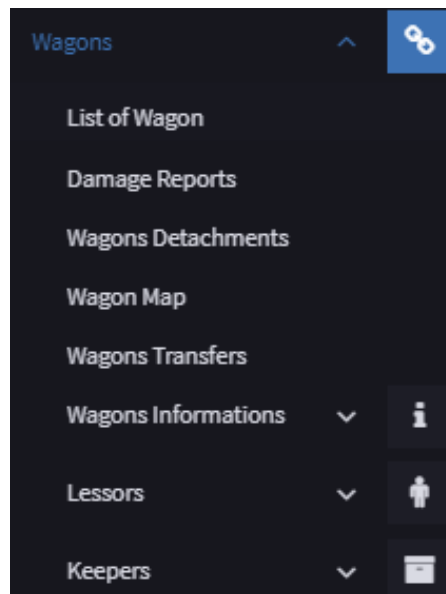 Wagons
List of Wagon
Damage Reports
Wagons Detachments
Wagon Map
Wagons Transfers
Wagons Informations
Lessors
Keepers